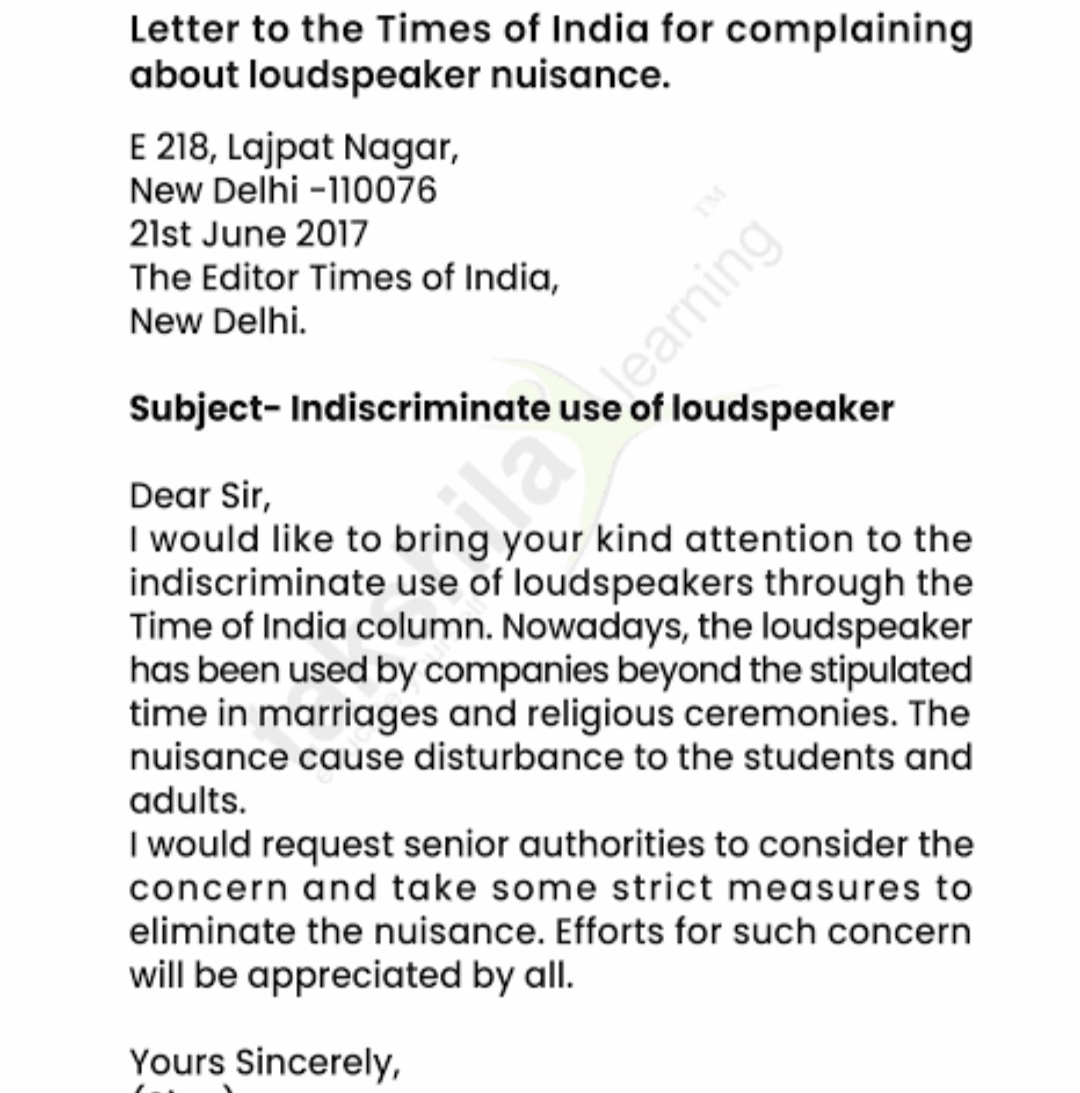 Letter to the Times of India for complaining
about loudspeaker nuisance.
E 218, Lajpat Nagar,
New Delhi -110076
21st June 2017
The Editor Times of India,
New Delhi.
Subject- Indiscriminate use of loudspeaker
Dear Sir,
I would like to bring your kind attention to the
indiscriminate use of loudspeakers through the
Time of India column. Nowadays, the loudspeaker
has been used by companies beyond the stipulated
time in marriages and religious ceremonies. The
nuisance cause disturbance to the students and
adults.
I would request senior authorities to consider the
concern and take some strict measures to
eliminate the nuisance. Efforts for such concern
will be appreciated by all.
Yours Sincerely,
takshila learning TM